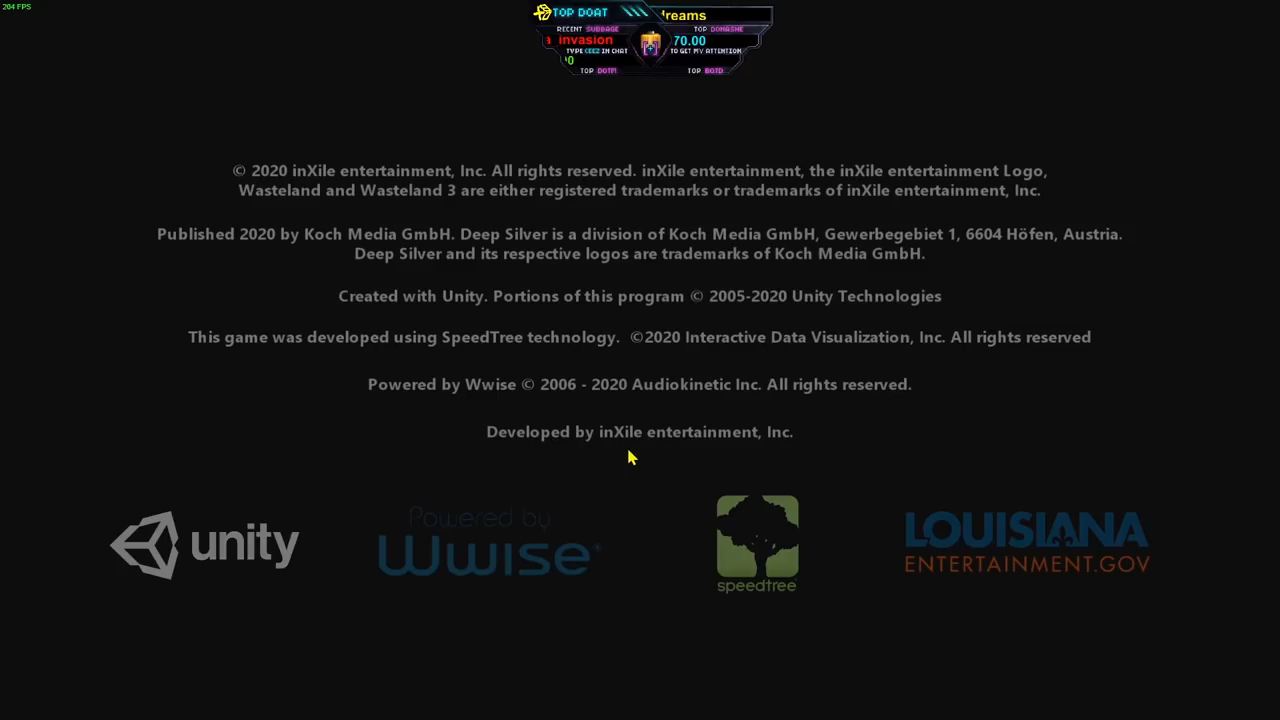 204 FPS
TOP DOAT
dreams
RECENT SUBBAGE
TOP DONASHE
invasion
70.00
TYPE CEEZ IN CHAT
TO GET MY ATTENTION
TOP DOTM
TOP BOTD
© 2020 inXile entertainment, Inc. All rights reserved. inXile entertainment, the inXile entertainment Logo,
Wasteland and Wasteland 3 are either registered trademarks or trademarks of inXile entertainment, Inc.
Published 2020 by Koch Media GmbH. Deep Silver is a division of Koch Media GmbH, Gewerbegebiet 1, 6604 Höfen, Austria.
Deep Silver and its respective logos are trademarks of Koch Media GmbH.
Created with Unity. Portions of this program © 2005-2020 Unity Technologies
This game was developed using SpeedTree technology. ©2020 Interactive Data Visualization, Inc. All rights reserved
Powered by Wwise © 2006 - 2020 Audiokinetic Inc. All rights reserved.
Developed by inXile entertainment, Inc.
unity
Powered by
Wwise
speedtree
LOUISIANA
ENTERTAINMENT.GOV